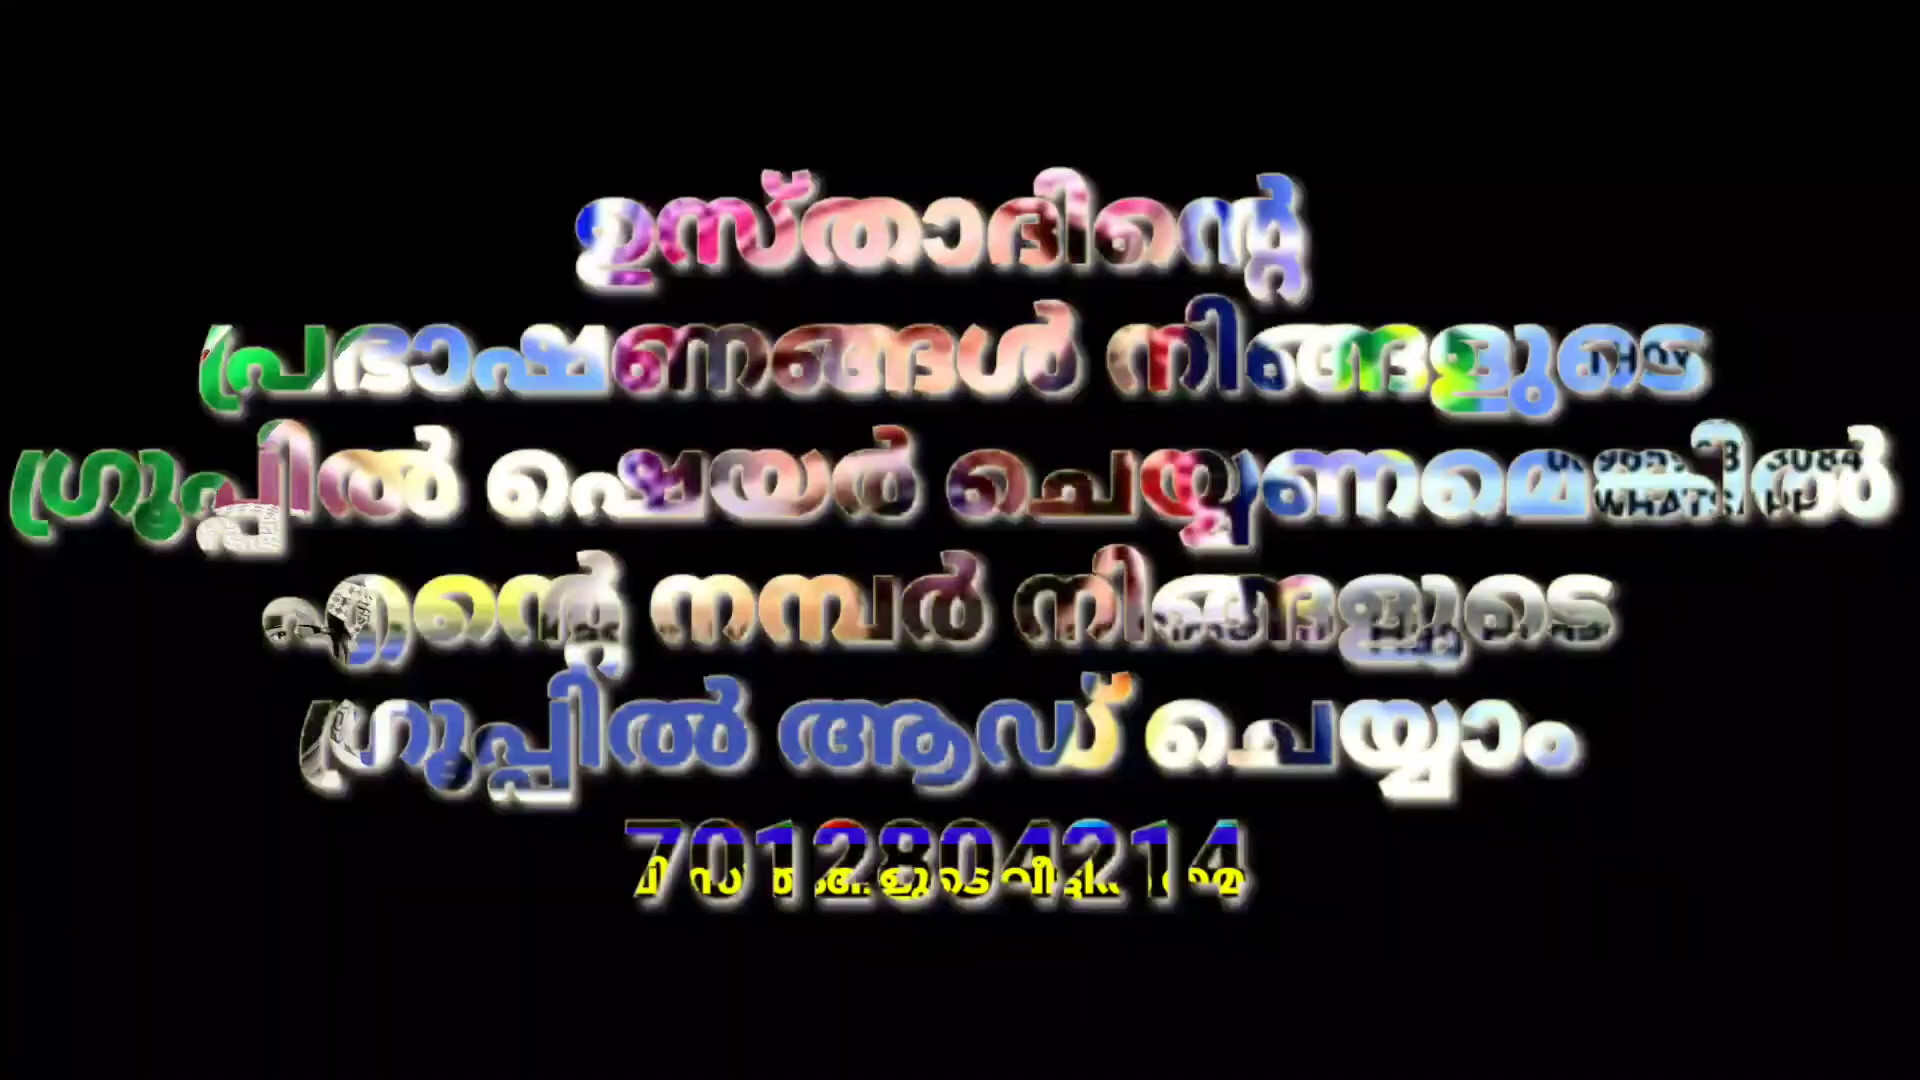 ഉസ്താദിന്റെ
പ്രഭാഷണങ്ങൾ നിങ്ങളുടെ
ഗ്രൂപ്പിൽ ഷെയർ ചെയ്യണമെങ്കിൽ
എന്റെ നമ്പർ നിങ്ങളുടെ
ഗ്രൂപ്പിൽ ആഡ് ചെയ്യാം
7012804214